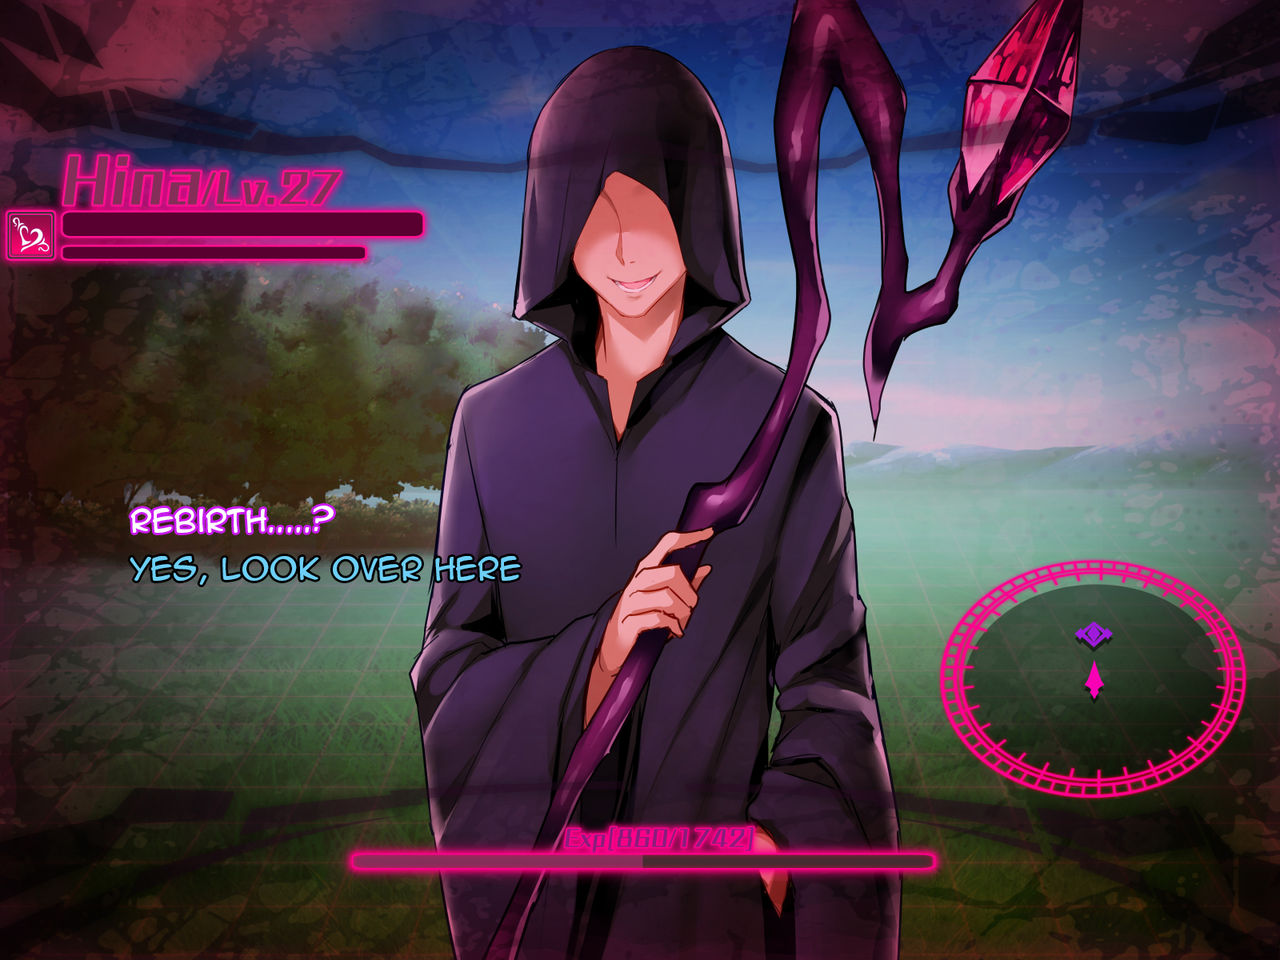 Hina/Lv.27
REBIRTH.....?
YES, LOOK OVER HERE
Exp[860/1742]